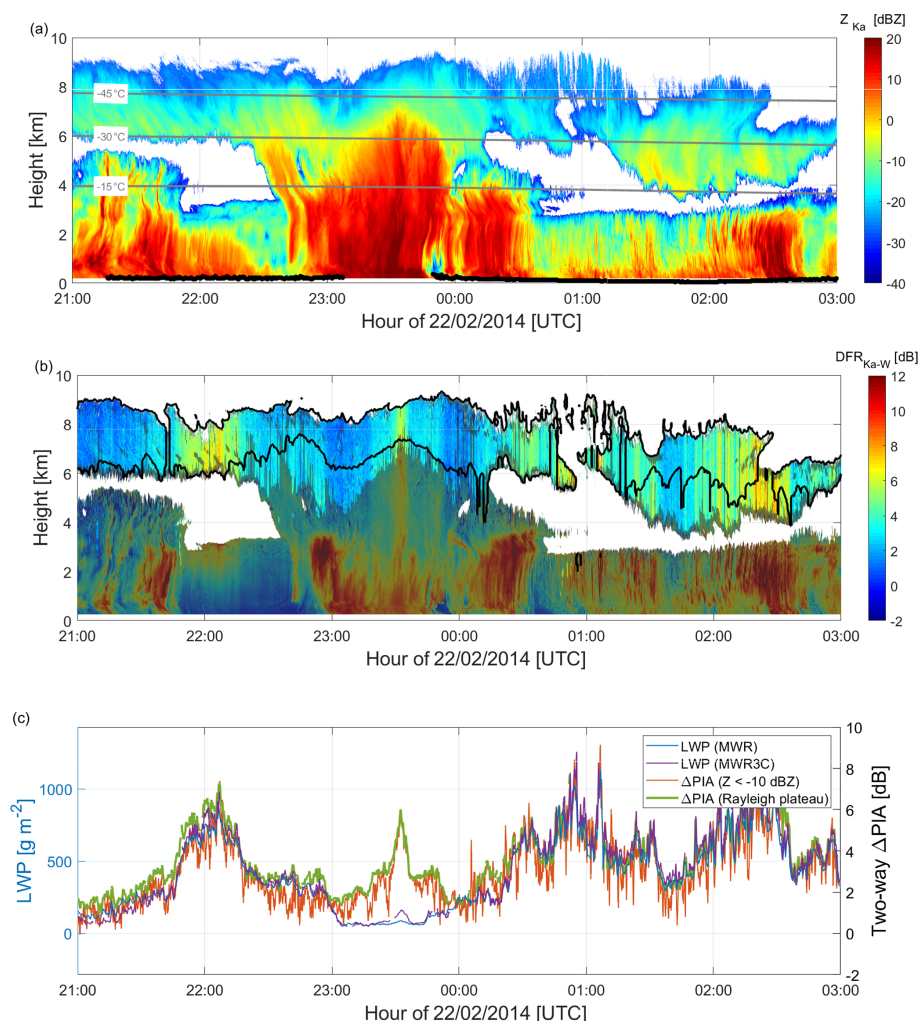 (a)
Z Ka [dBZ]
10
8
6
4
2
0
Height [km]
-45°C
-30°C
-15°C
20
10
0
-10
-20
-30
-40
21:00 22:00 23:00 00:00 01:00 02:00 03:00
Hour of 22/02/2014 [UTC]
(b)
DFR Ka-W [dB]
10
8
6
4
2
0
Height [km]
12
10
8
6
4
2
0
-2
21:00 22:00 23:00 00:00 01:00 02:00 03:00
Hour of 22/02/2014 [UTC]
(c)
1000
500
0
LWP [g m-2]
LWP (MWR)
LWP (MWR3C)
ΔPIA (Z < -10 dBZ)
ΔPIA (Rayleigh plateau)
10
8
6
4
2
0
-2
Two-way ΔPIA [dB]
21:00 22:00 23:00 00:00 01:00 02:00 03:00
Hour of 22/02/2014 [UTC]